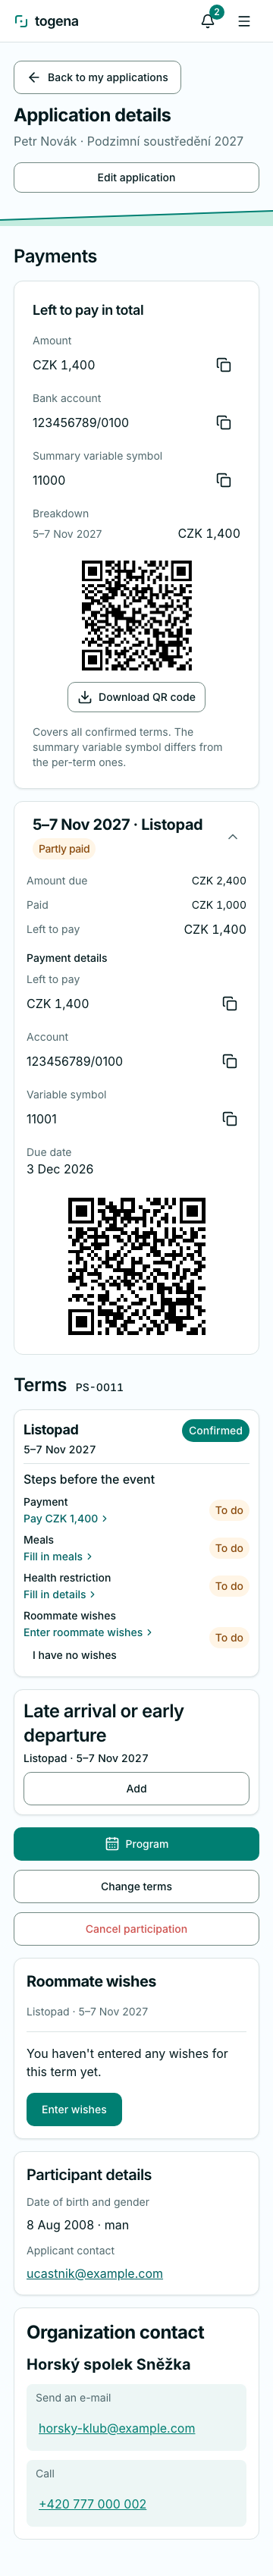 togena
2
Back to my applications
Application details
Petr Novák · Podzimní soustředění 2027
Edit application
Payments
Left to pay in total
Amount
CZK 1,400
Bank account
123456789/0100
Summary variable symbol
11000
Breakdown
5–7 Nov 2027 CZK 1,400
Download QR code
Covers all confirmed terms. The
summary variable symbol differs from
the per-term ones.
5–7 Nov 2027 · Listopad
Partly paid
Amount due CZK 2,400
Paid CZK 1,000
Left to pay CZK 1,400
Payment details
Left to pay
CZK 1,400
Account
123456789/0100
Variable symbol
11001
Due date
3 Dec 2026
Terms PS-0011
Listopad Confirmed
5–7 Nov 2027
Steps before the event
Payment
Pay CZK 1,400 To do
Meals
Fill in meals To do
Health restriction
Fill in details To do
Roommate wishes
Enter roommate wishes To do
I have no wishes
Late arrival or early
departure
Listopad · 5–7 Nov 2027
Add
Program
Change terms
Cancel participation
Roommate wishes
Listopad · 5–7 Nov 2027
You haven't entered any wishes for
this term yet.
Enter wishes
Participant details
Date of birth and gender
8 Aug 2008 · man
Applicant contact
ucastnik@example.com
Organization contact
Horský spolek Sněžka
Send an e-mail
horsky-klub@example.com
Call
+420 777 000 002